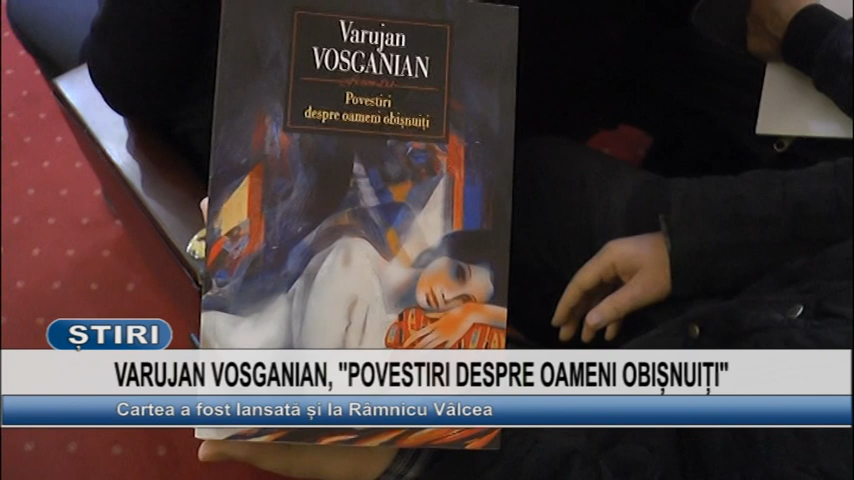 Varujan
VOSGANIAN
Povestiri
despre oameni obișnuiți
ȘTIRI
VARUJAN VOSGANIAN, "POVESTIRI DESPRE OAMENI OBIȘNUIȚI"
Cartea a fost lansată și la Râmnicu Vâlcea